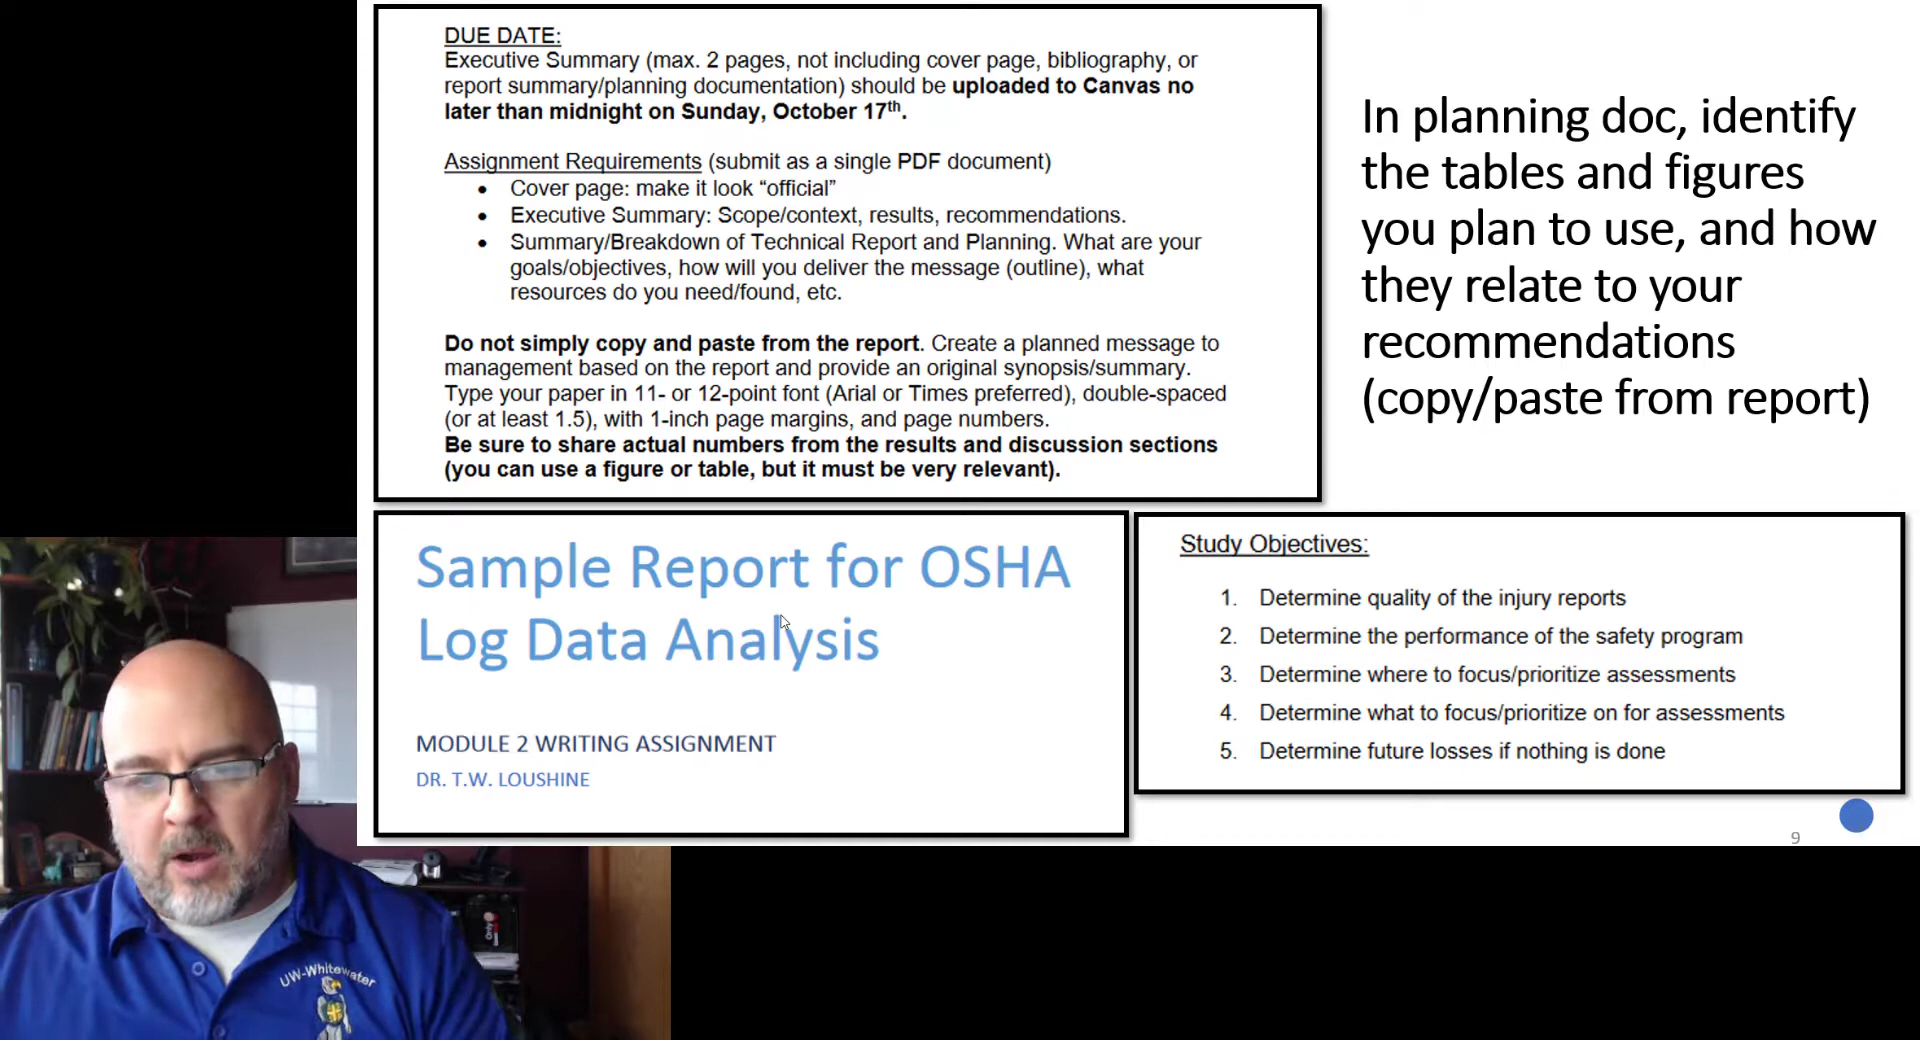 DUE DATE:
Executive Summary (max. 2 pages, not including cover page, bibliography, or
report summary/planning documentation) should be uploaded to Canvas no
later than midnight on Sunday, October 17th.
Assignment Requirements (submit as a single PDF document)
• Cover page: make it look “official”
• Executive Summary: Scope/context, results, recommendations.
• Summary/Breakdown of Technical Report and Planning. What are your
goals/objectives, how will you deliver the message (outline), what
resources do you need/found, etc.
Do not simply copy and paste from the report. Create a planned message to
management based on the report and provide an original synopsis/summary.
Type your paper in 11- or 12-point font (Arial or Times preferred), double-spaced
(or at least 1.5), with 1-inch page margins, and page numbers.
Be sure to share actual numbers from the results and discussion sections
(you can use a figure or table, but it must be very relevant).
In planning doc, identify
the tables and figures
you plan to use, and how
they relate to your
recommendations
(copy/paste from report)
Sample Report for OSHA
Log Data Analysis
MODULE 2 WRITING ASSIGNMENT
DR. T.W. LOUSHINE
Study Objectives:
1. Determine quality of the injury reports
2. Determine the performance of the safety program
3. Determine where to focus/prioritize assessments
4. Determine what to focus/prioritize on for assessments
5. Determine future losses if nothing is done
9
UW-Whitewater